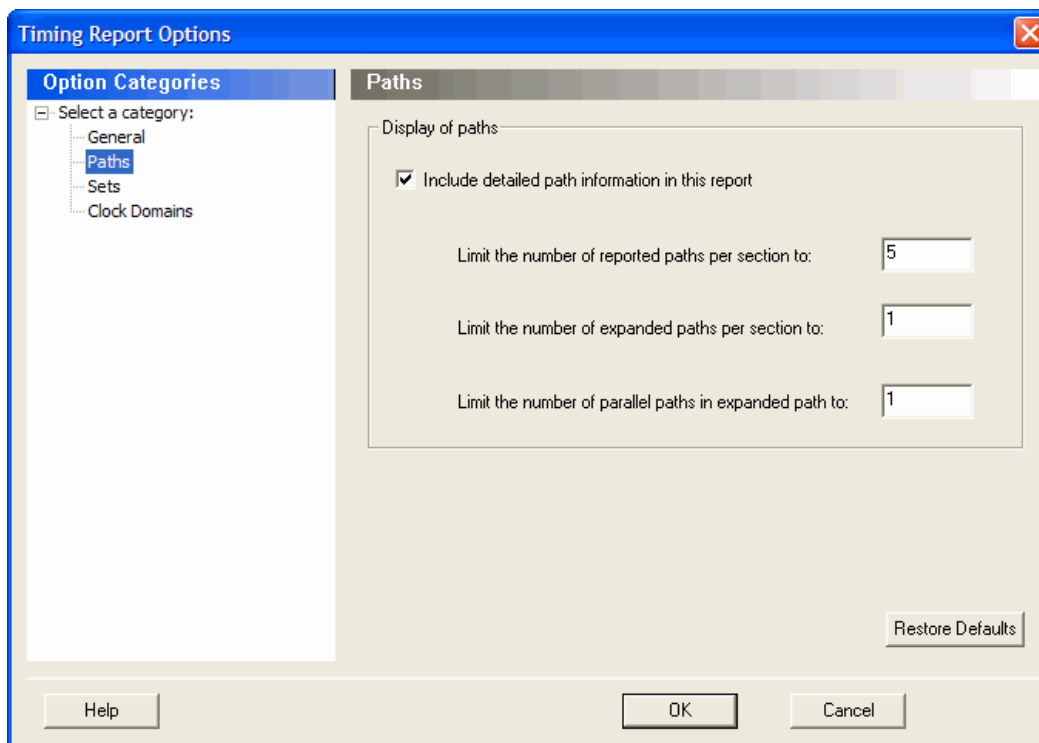 Timing Report Options
Option Categories
Select a category:
General
Paths
Sets
Clock Domains
Paths
Display of paths
Include detailed path information in this report
Limit the number of reported paths per section to: 5
Limit the number of expanded paths per section to: 1
Limit the number of parallel paths in expanded path to: 1
Restore Defaults
Help OK Cancel